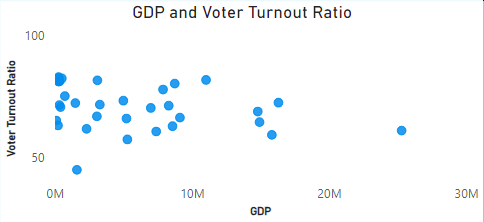 GDP and Voter Turnout Ratio
100
Voter Turnout Ratio
50
0M 10M 20M 30M
GDP